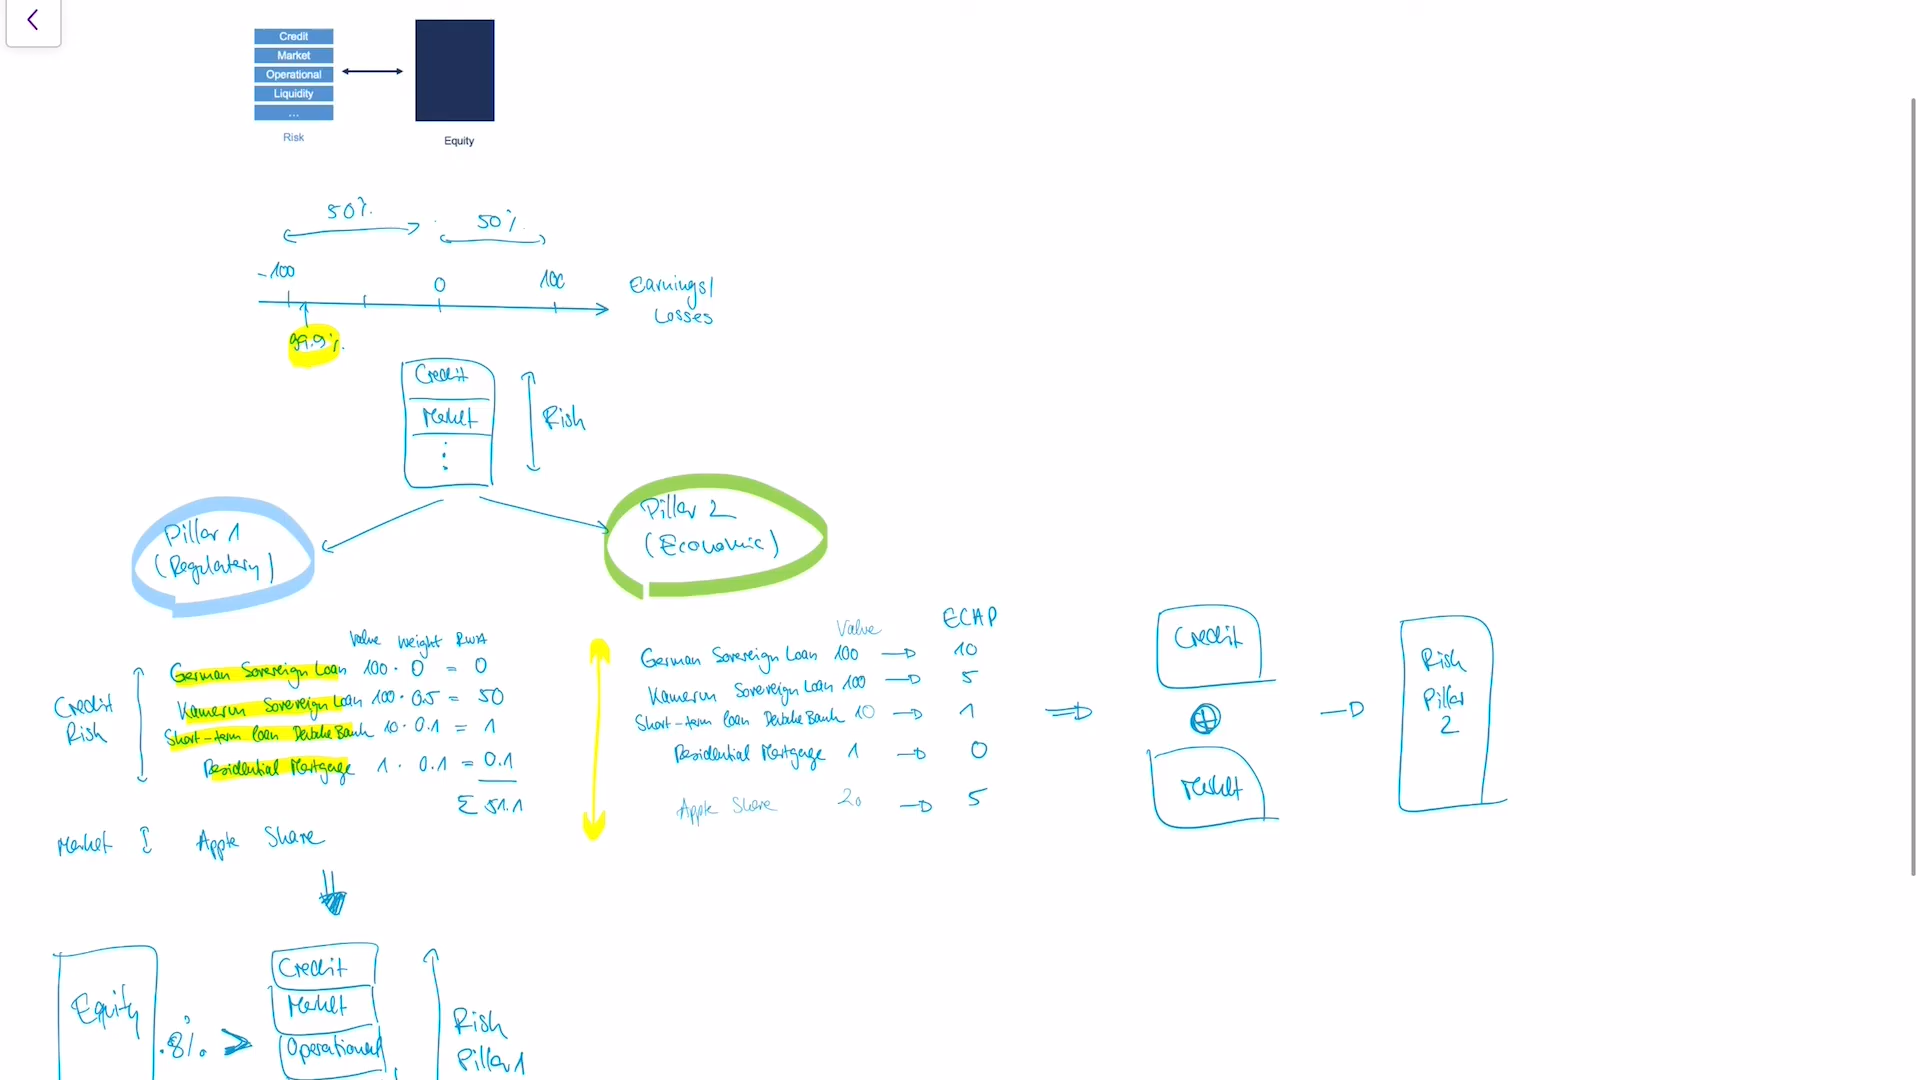 Credit
Market
Operational
Liquidity
...
Risk
Equity
50%
50%
-100
0
100
Earnings/
Losses
99.9%
Credit
Market
⋮
Risk
Pillar 1
(Regulatory)
Pillar 2
(Economic)
Value Weight RWA
Credit
Risk
German Sovereign Loan 100 · 0 = 0
Kamerun Sovereign Loan 100 · 0.5 = 50
Short-term loan Deutsche Bank 10 · 0.1 = 1
Residential Mortgage 1 · 0.1 = 0.1
Σ 51.1
Market Apple Share
Value ECAP
German Sovereign Loan 100 → 10
Kamerun Sovereign Loan 100 → 5
Short-term loan Deutsche Bank 10 → 1
Residential Mortgage 1 → 0
Apple Share 20 → 5
Credit
+
Market
Risk
Pillar
2
Equity
.8% >
Credit
Market
Operational
Risk
Pillar 1